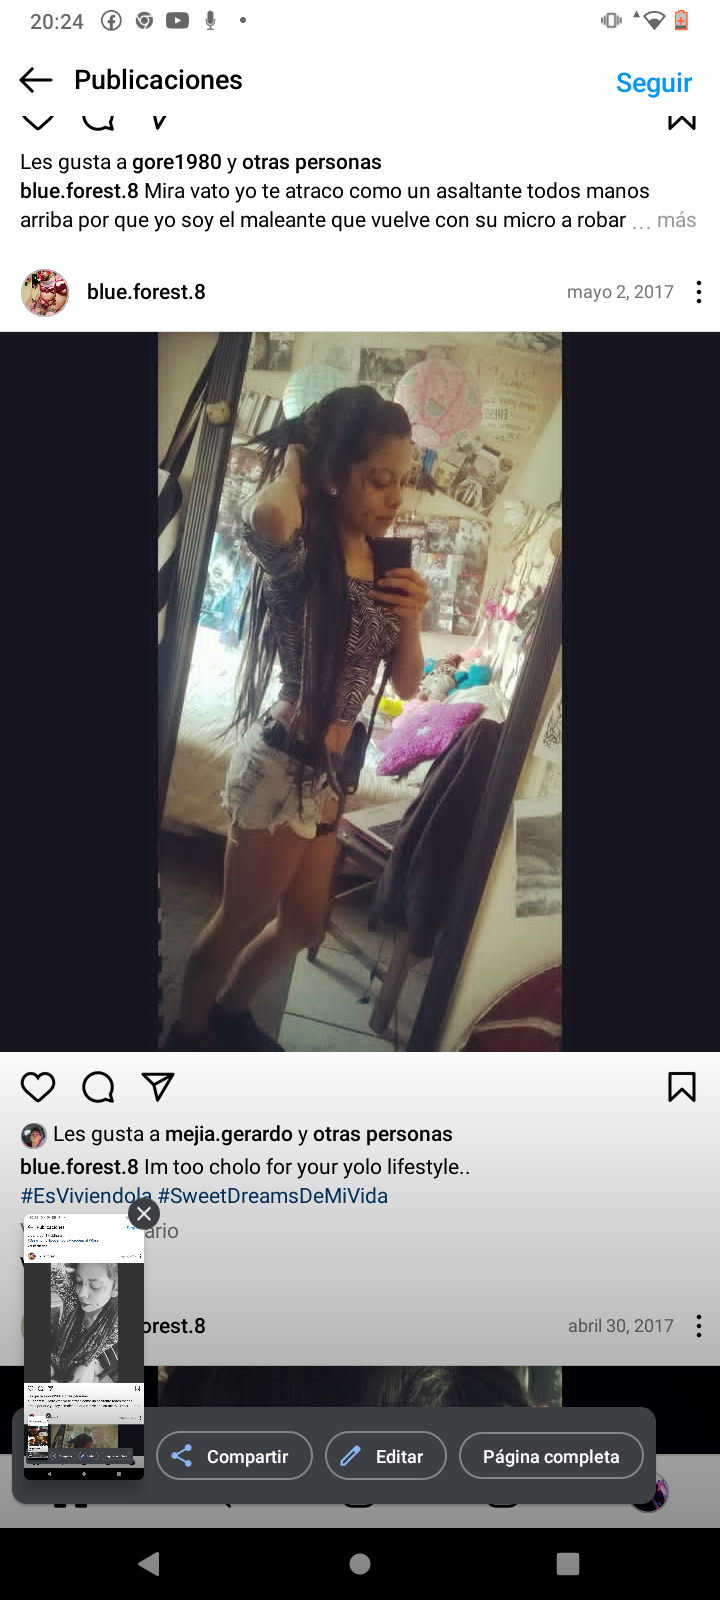 20:24
Publicaciones
Seguir
Les gusta a gore1980 y otras personas
blue.forest.8 Mira vato yo te atraco como un asaltante todos manos
arriba por que yo soy el maleante que vuelve con su micro a robar ... más
blue.forest.8
mayo 2, 2017
Les gusta a mejia.gerardo y otras personas
blue.forest.8 Im too cholo for your yolo lifestyle..
#EsViviendola #SweetDreamsDeMiVida
ario
orest.8
abril 30, 2017
Publicaciones
Compartir
Editar
Página completa